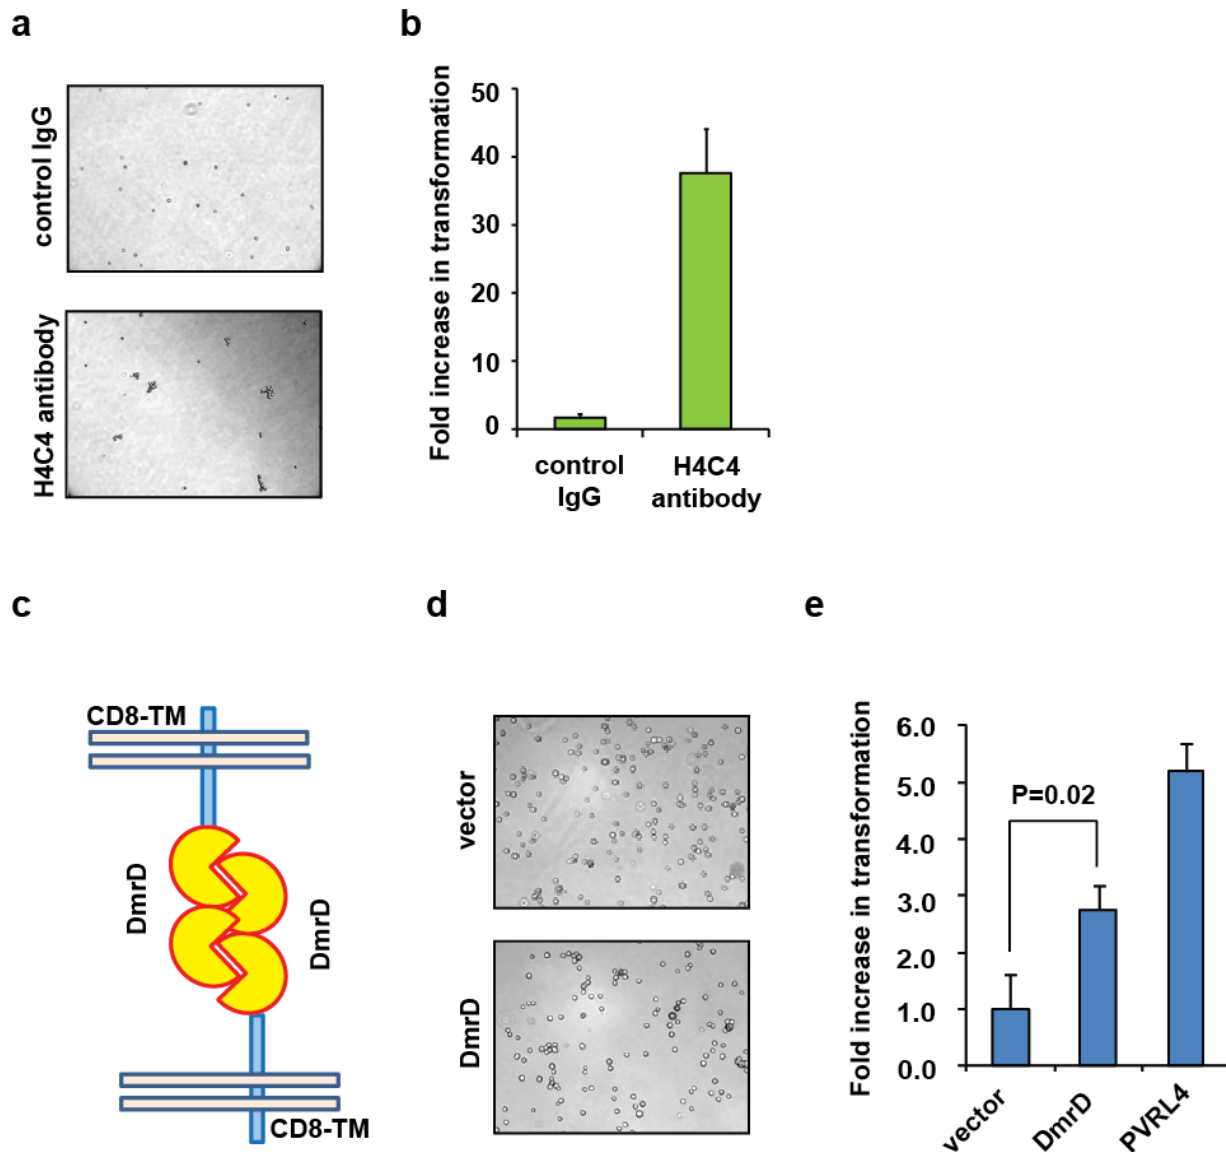 a
control IgG
H4C4 antibody
b
Fold increase in transformation
50
40
30
20
10
0
control
IgG
H4C4
antibody
c
CD8-TM
DmrD
DmrD
CD8-TM
d
vector
DmrD
e
Fold increase in transformation
6.0
5.0
4.0
3.0
2.0
1.0
0.0
P=0.02
vector
DmrD
PVRL4